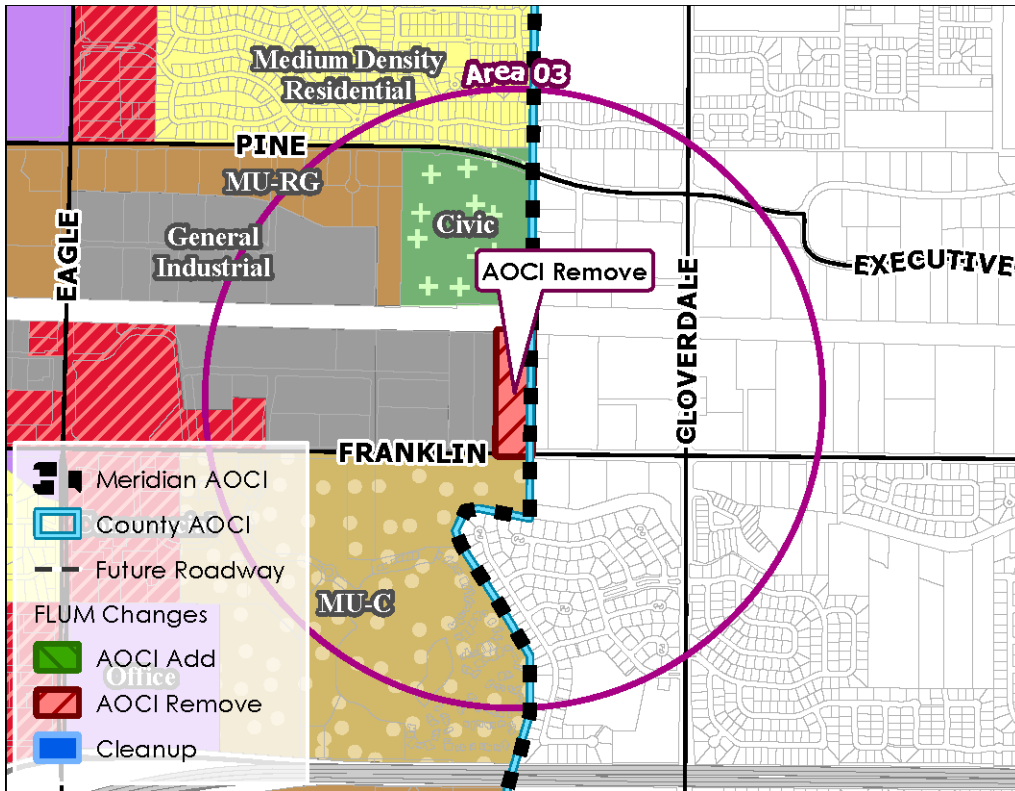 Medium Density
Residential
Area 03
PINE
MU-RG
Civic
General
Industrial
EAGLE
AOCI Remove
EXECUTIVE
CLOVERDALE
FRANKLIN
MU-C
Meridian AOCI
County AOCI
Future Roadway
FLUM Changes
AOCI Add
Office
AOCI Remove
Cleanup